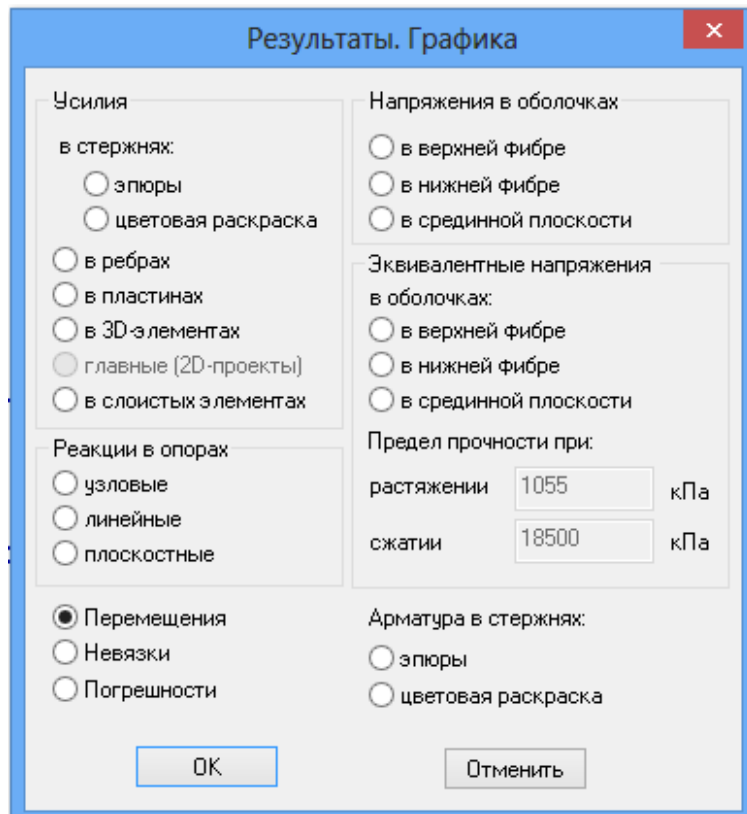 Результаты. Графика
Усилия
в стержнях:
эпюры
цветовая раскраска
в ребрах
в пластинах
в 3D-элементах
главные (2D-проекты)
в слоистых элементах
Реакции в опорах
узловые
линейные
плоскостные
Перемещения
Невязки
Погрешности
Напряжения в оболочках
в верхней фибре
в нижней фибре
в срединной плоскости
Эквивалентные напряжения
в оболочках:
в верхней фибре
в нижней фибре
в срединной плоскости
Предел прочности при:
растяжении 1055 кПа
сжатии 18500 кПа
Арматура в стержнях:
эпюры
цветовая раскраска
OK Отменить